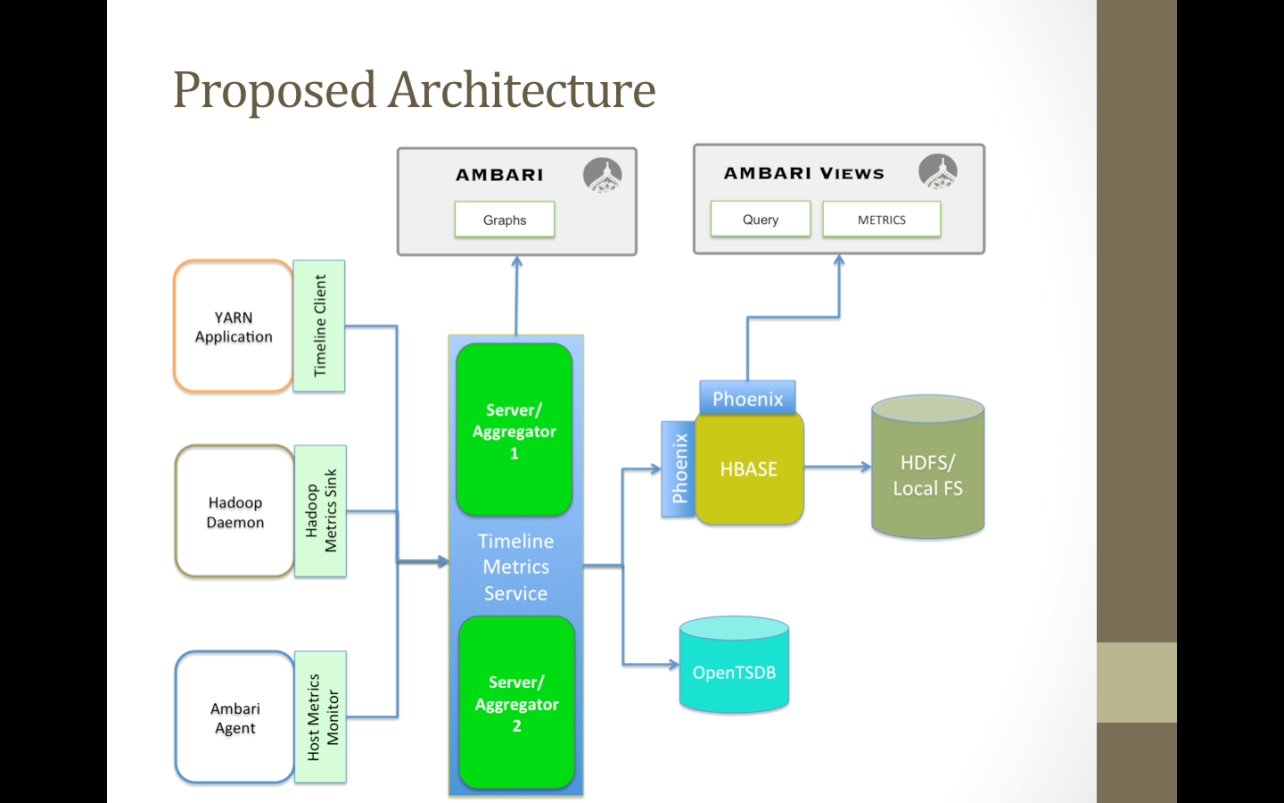 Proposed Architecture
AMBARI
Graphs
AMBARI VIEWS
Query
METRICS
YARN
Application
Timeline Client
Hadoop
Daemon
Hadoop
Metrics Sink
Ambari
Agent
Host Metrics
Monitor
Server/
Aggregator
1
Timeline
Metrics
Service
Server/
Aggregator
2
Phoenix
Phoenix
HBASE
HDFS/
Local FS
OpenTSDB